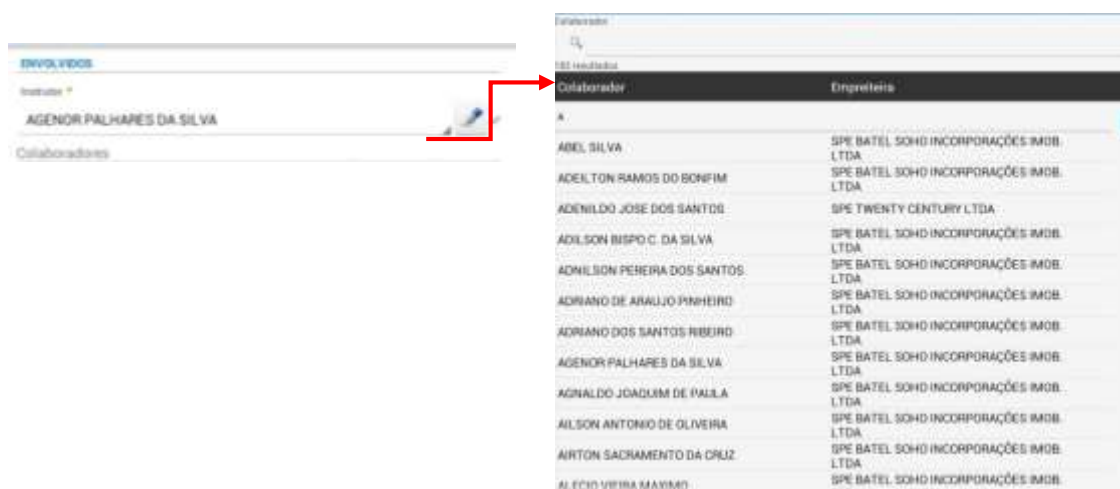 ENVOLVIDOS
Instrutor *
AGENOR PALHARES DA SILVA
Colaboradores
Colaborador
resultados
Colaborador Empreiteira
A
ABEL SILVA SPE BATEL SOHO INCORPORAÇÕES IMOB.
LTDA
ADEILTON RAMOS DO BONFIM SPE BATEL SOHO INCORPORAÇÕES IMOB.
LTDA
ADENILDO JOSE DOS SANTOS SPE TWENTY CENTURY LTDA
ADILSON BISPO C. DA SILVA SPE BATEL SOHO INCORPORAÇÕES IMOB.
LTDA
ADNILSON PEREIRA DOS SANTOS SPE BATEL SOHO INCORPORAÇÕES IMOB.
LTDA
ADRIANO DE ARAUJO PINHEIRO SPE BATEL SOHO INCORPORAÇÕES IMOB.
LTDA
ADRIANO DOS SANTOS RIBEIRO SPE BATEL SOHO INCORPORAÇÕES IMOB.
LTDA
AGENOR PALHARES DA SILVA SPE BATEL SOHO INCORPORAÇÕES IMOB.
LTDA
AGNALDO JOAQUIM DE PAULA SPE BATEL SOHO INCORPORAÇÕES IMOB.
LTDA
AILSON ANTONIO DE OLIVEIRA SPE BATEL SOHO INCORPORAÇÕES IMOB.
LTDA
AIRTON SACRAMENTO DA CRUZ SPE BATEL SOHO INCORPORAÇÕES IMOB.
LTDA
ALECIO VIEIRA MAXIMO SPE BATEL SOHO INCORPORAÇÕES IMOB.